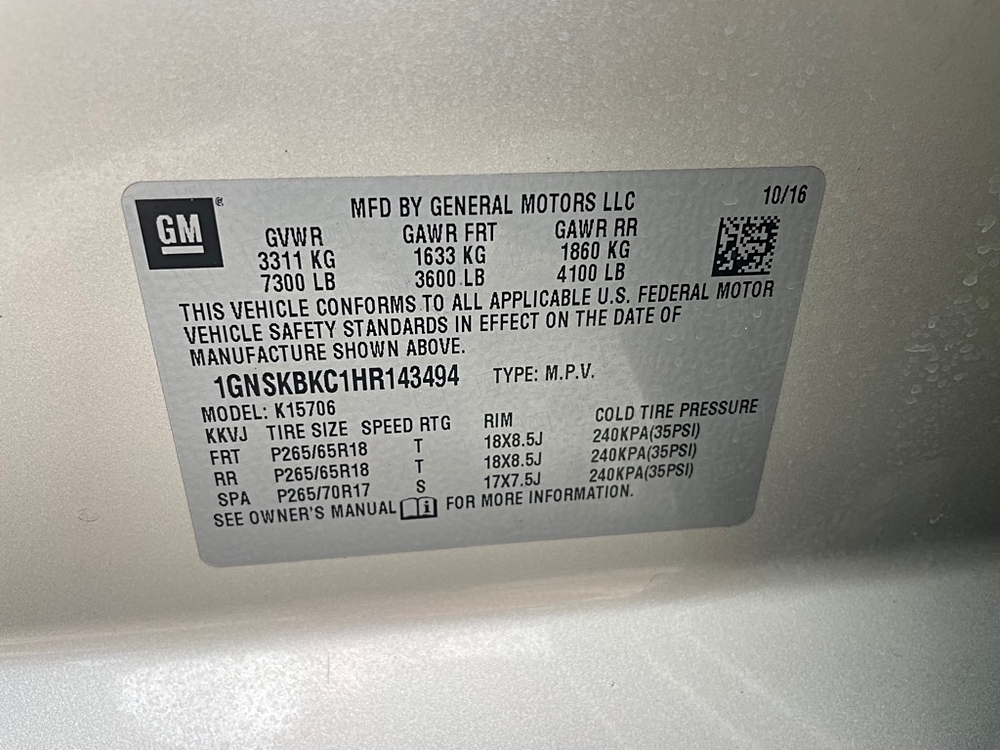 GM®
MFD BY GENERAL MOTORS LLC
10/16
GVWR GAWR FRT GAWR RR
3311 KG 1633 KG 1860 KG
7300 LB 3600 LB 4100 LB
THIS VEHICLE CONFORMS TO ALL APPLICABLE U.S. FEDERAL MOTOR
VEHICLE SAFETY STANDARDS IN EFFECT ON THE DATE OF
MANUFACTURE SHOWN ABOVE.
1GNSKBKC1HR143494 TYPE: M.P.V.
MODEL: K15706
KKVJ TIRE SIZE SPEED RTG RIM COLD TIRE PRESSURE
FRT P265/65R18 T 18X8.5J 240KPA(35PSI)
RR P265/65R18 T 18X8.5J 240KPA(35PSI)
SPA P265/70R17 S 17X7.5J 240KPA(35PSI)
SEE OWNER'S MANUAL FOR MORE INFORMATION.